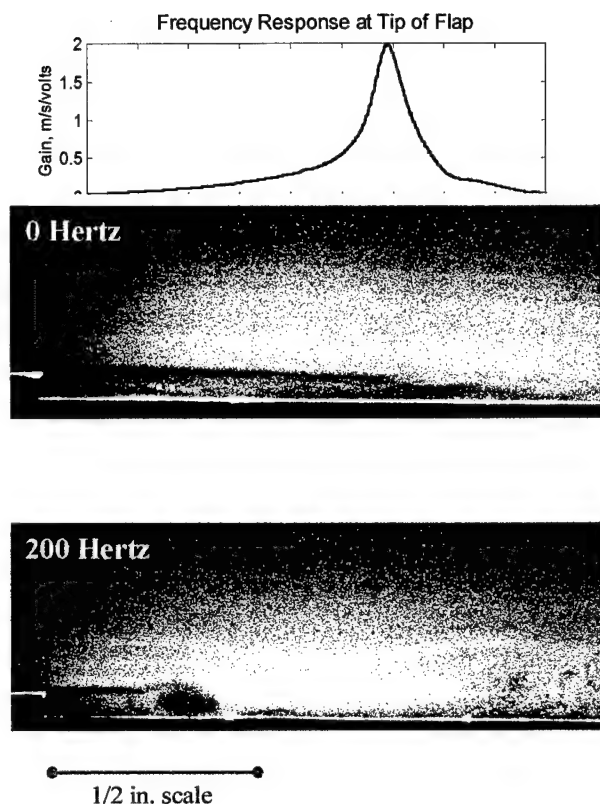 Frequency Response at Tip of Flap
Gain, m/s/volts
2
1.5
1
0.5
0 Hertz
200 Hertz
1/2 in. scale